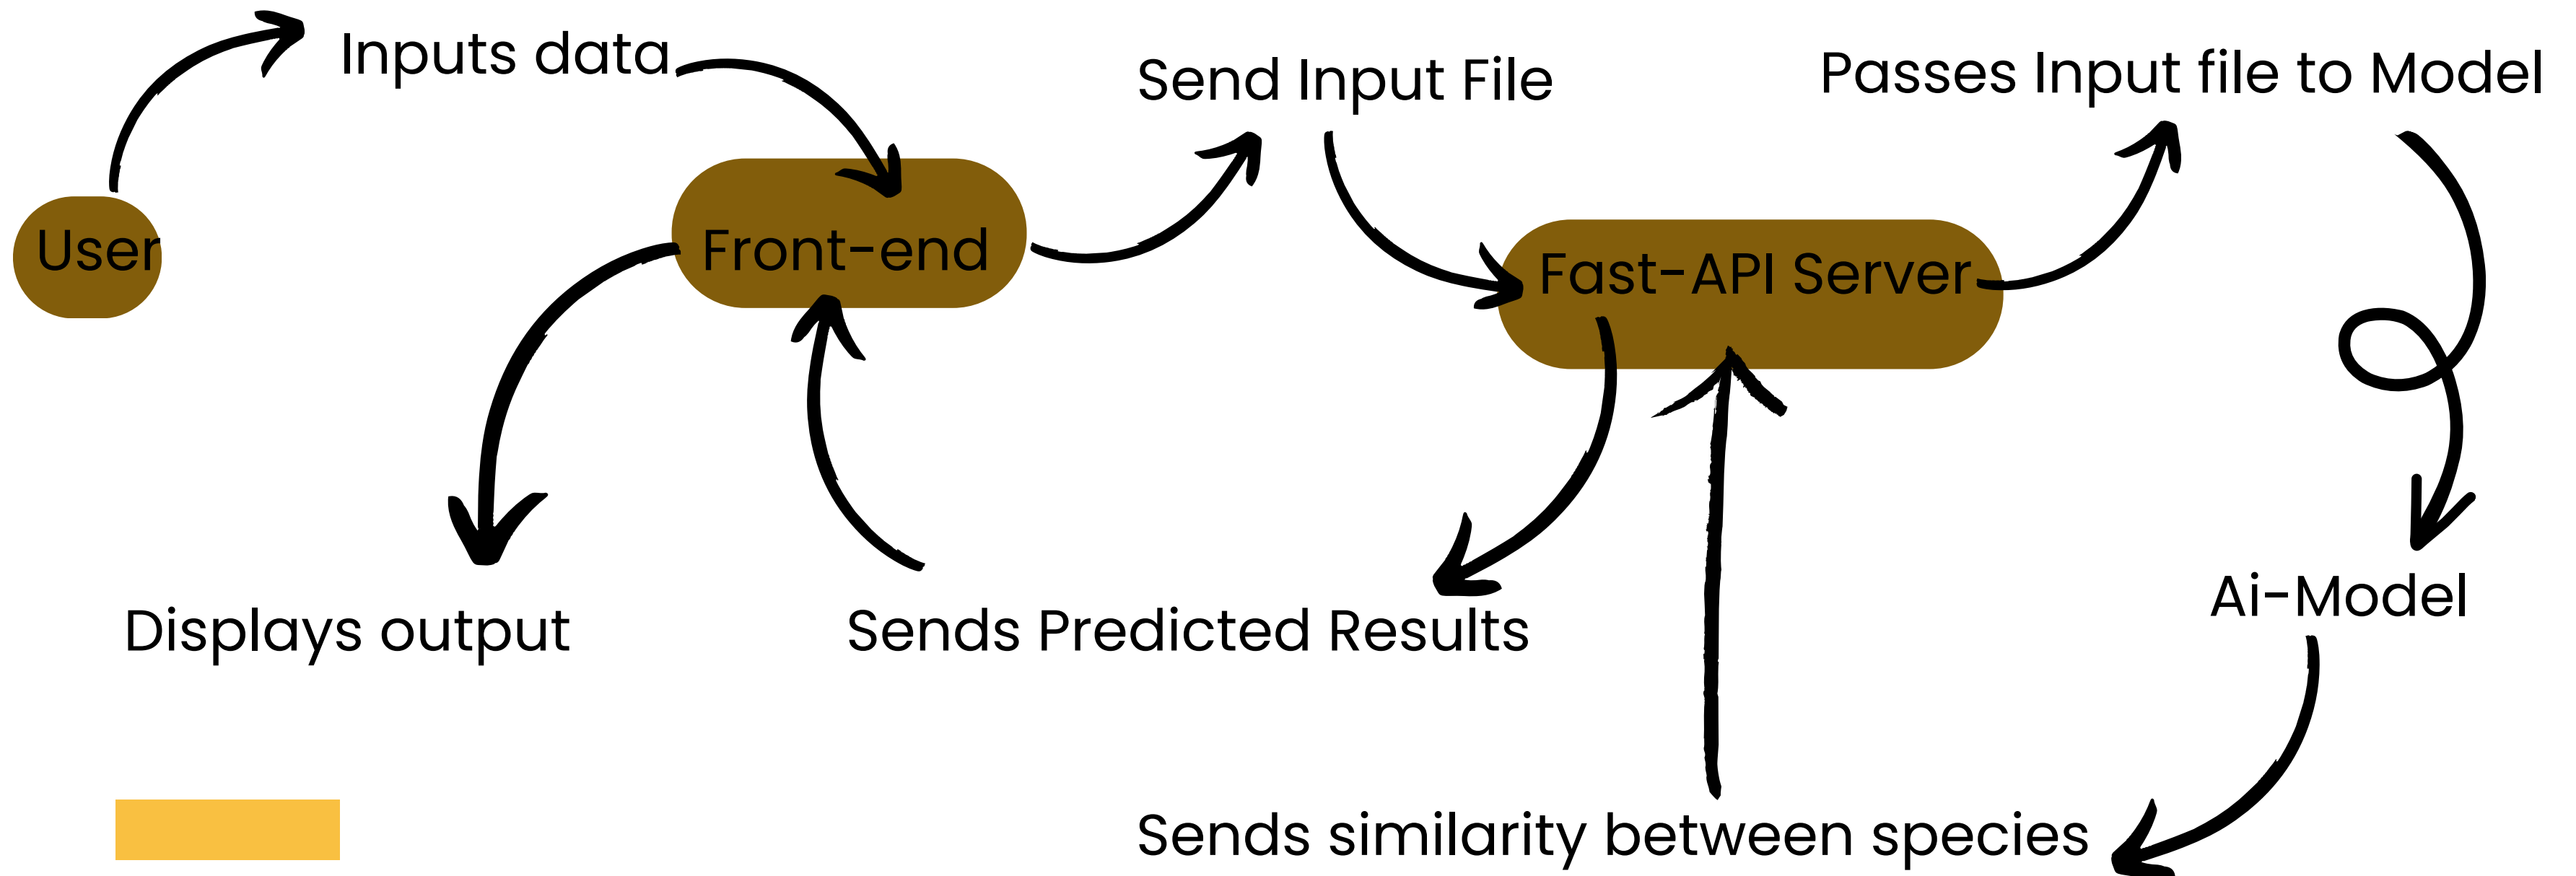 Inputs data
Send Input File
Passes Input file to Model
User
Front-end
Fast-API Server
Ai-Model
Displays output
Sends Predicted Results
Sends similarity between species